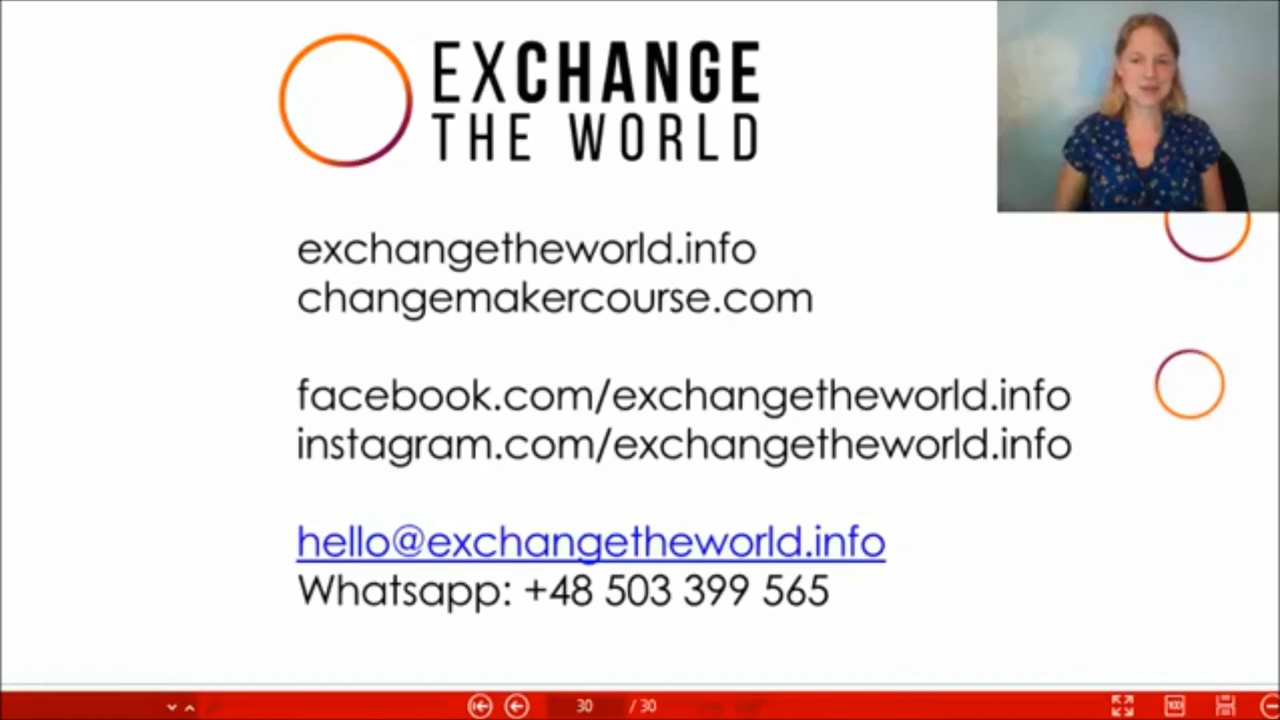 EXCHANGE
THE WORLD
exchangetheworld.info
changemakercourse.com
facebook.com/exchangetheworld.info
instagram.com/exchangetheworld.info
hello@exchangetheworld.info
Whatsapp: +48 503 399 565
30 / 30
100